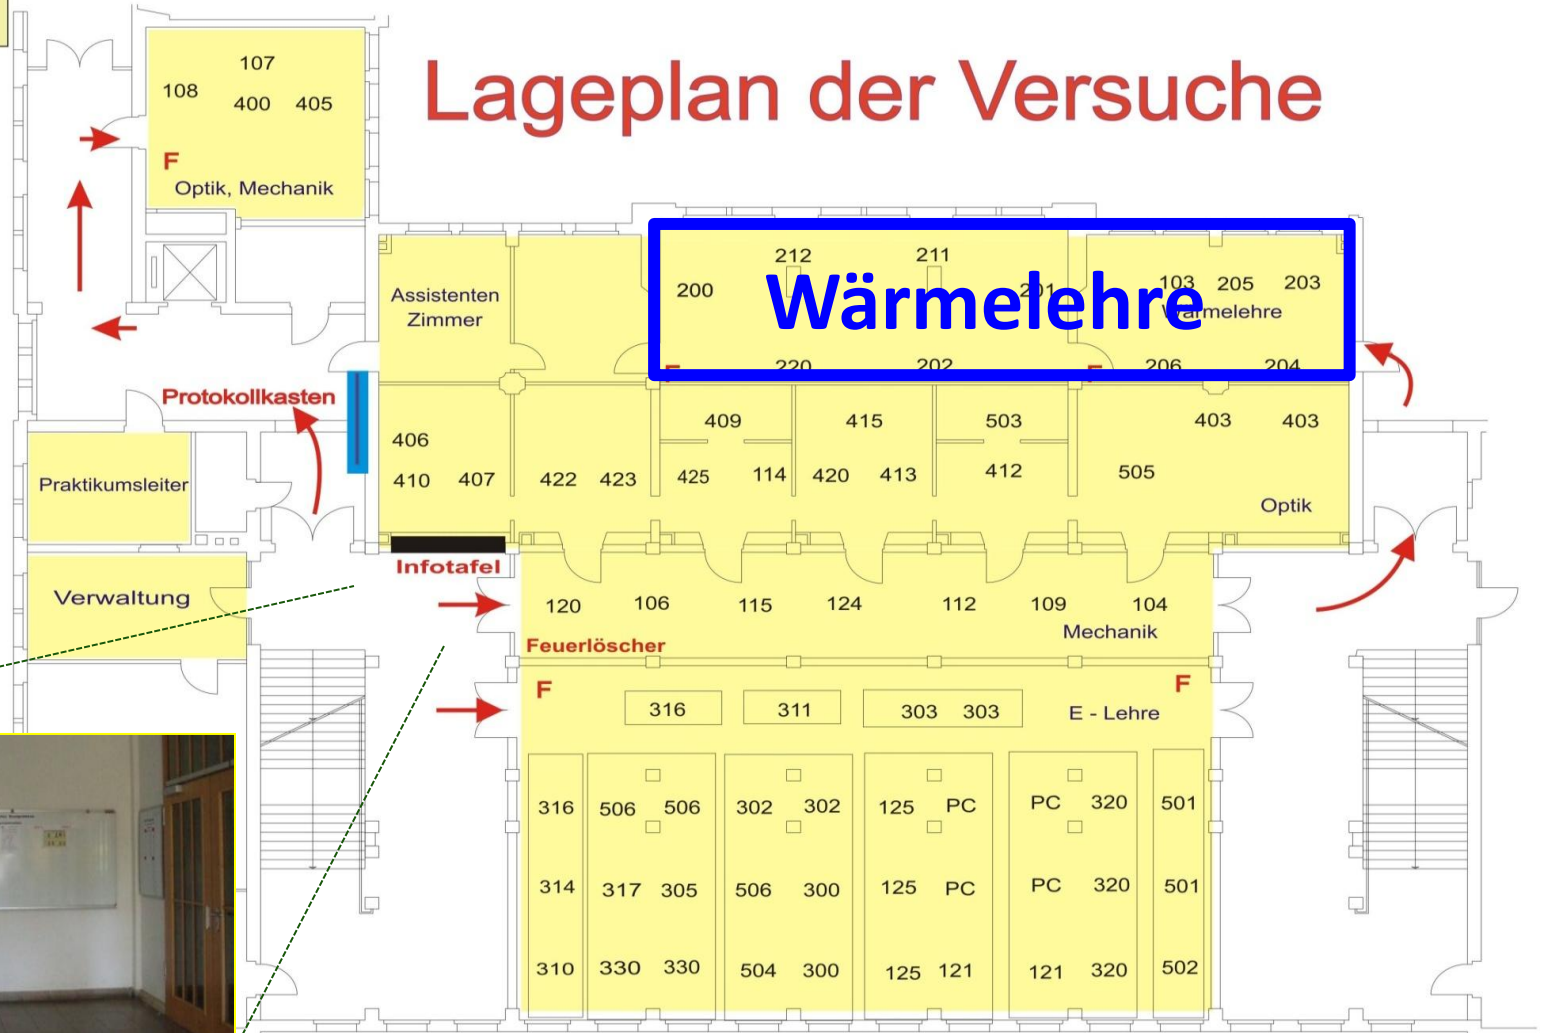 Lageplan der Versuche
107
108
400 405
F
Optik, Mechanik
212 211
200 201 103 205 203
Wärmelehre
Wärmelehre
220 202 206 204
F F
Assistenten
Zimmer
Protokollkasten
406
410 407
422 423
409
425 114
415
420 413
503
412
403 403
505
Optik
Praktikumsleiter
Infotafel
Verwaltung
120 106 115 124 112 109 104
Mechanik
Feuerlöscher
F F
316 311 303 303 E - Lehre
316 506 506 302 302 125 PC PC 320 501
314 317 305 506 300 125 PC PC 320 501
310 330 330 504 300 125 121 121 320 502